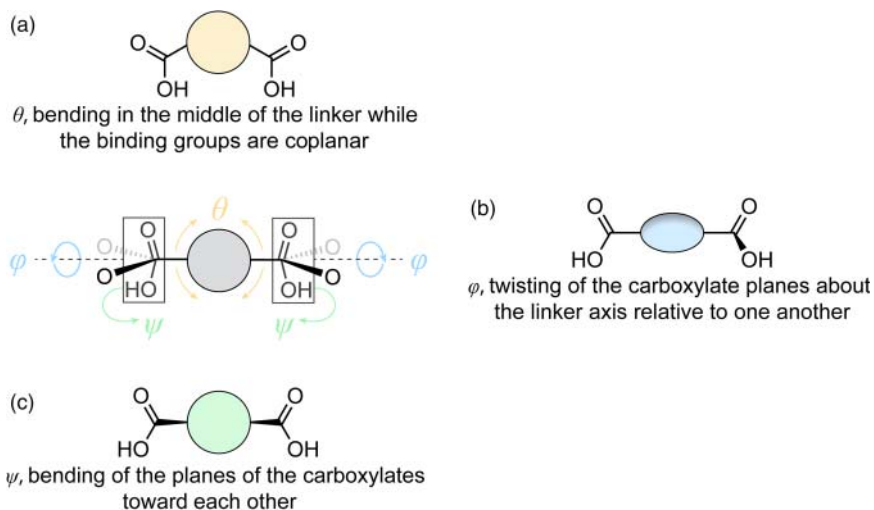 (a)
O
O
OH
OH
θ, bending in the middle of the linker while
the binding groups are coplanar
θ
O
O
O
O
φ
φ
O
HO
OH
O
ψ
ψ
(b)
O
O
HO
OH
φ, twisting of the carboxylate planes about
the linker axis relative to one another
(c)
O
O
HO
OH
ψ, bending of the planes of the carboxylates
toward each other